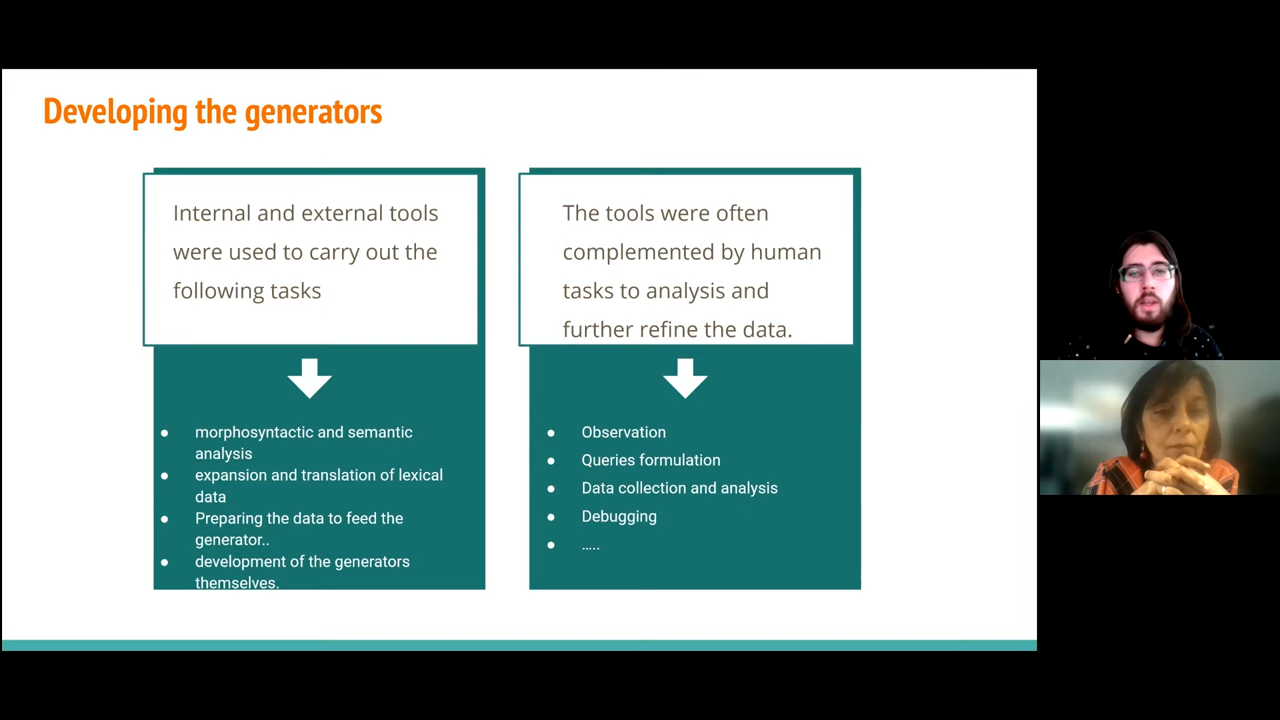 Developing the generators
Internal and external tools
were used to carry out the
following tasks
morphosyntactic and semantic
analysis
expansion and translation of lexical
data
Preparing the data to feed the
generator..
development of the generators
themselves.
The tools were often
complemented by human
tasks to analysis and
further refine the data.
Observation
Queries formulation
Data collection and analysis
Debugging
.....